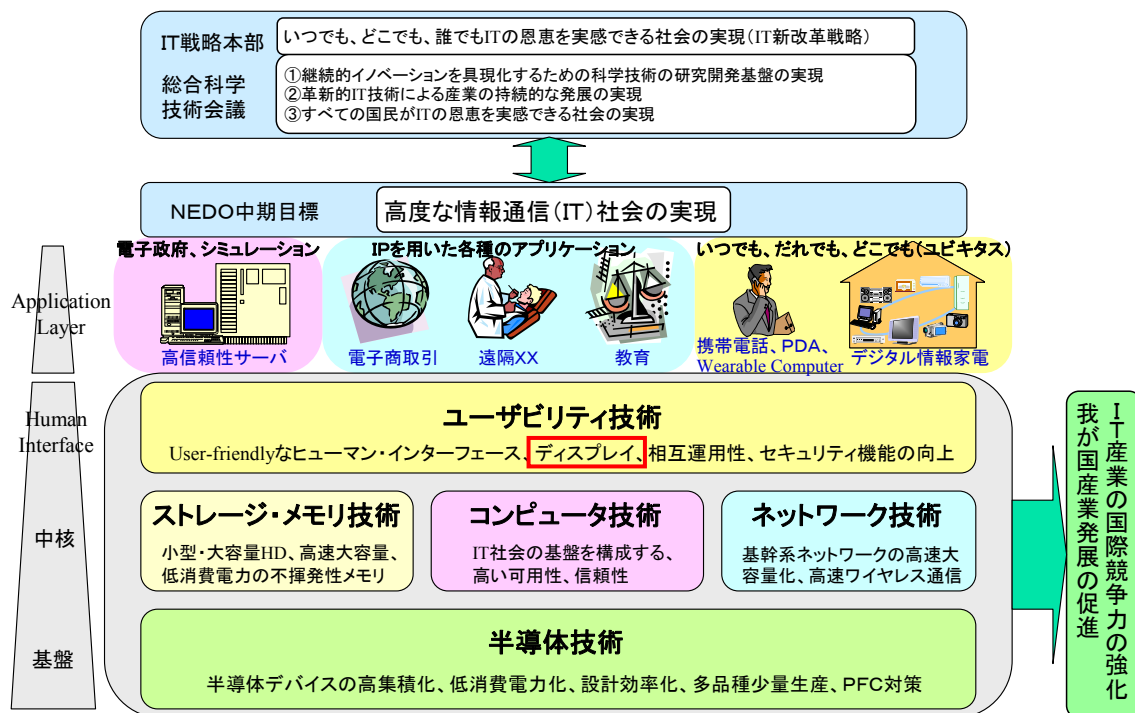 IT戦略本部
いつでも、どこでも、誰でもITの恩恵を実感できる社会の実現(IT新改革戦略)
総合科学
技術会議
①継続的イノベーションを具現化するための科学技術の研究開発基盤の実現
②革新的IT技術による産業の持続的な発展の実現
③すべての国民がITの恩恵を実感できる社会の実現
NEDO中期目標
高度な情報通信(IT)社会の実現
電子政府、シミュレーション
IPを用いた各種のアプリケーション
いつでも、だれでも、どこでも(ユビキタス)
Application
Layer
高信頼性サーバ
電子商取引
遠隔XX
教育
携帯電話、PDA、
Wearable Computer
デジタル情報家電
Human
Interface
ユーザビリティ技術
User-friendlyなヒューマン・インターフェース、ディスプレイ、相互運用性、セキュリティ機能の向上
中核
ストレージ・メモリ技術
小型・大容量HD、高速大容量、
低消費電力の不揮発性メモリ
コンピュータ技術
IT社会の基盤を構成する、
高い可用性、信頼性
ネットワーク技術
基幹系ネットワークの高速大
容量化、高速ワイヤレス通信
基盤
半導体技術
半導体デバイスの高集積化、低消費電力化、設計効率化、多品種少量生産、PFC対策
IT産業の国際競争力の強化
我が国産業発展の促進